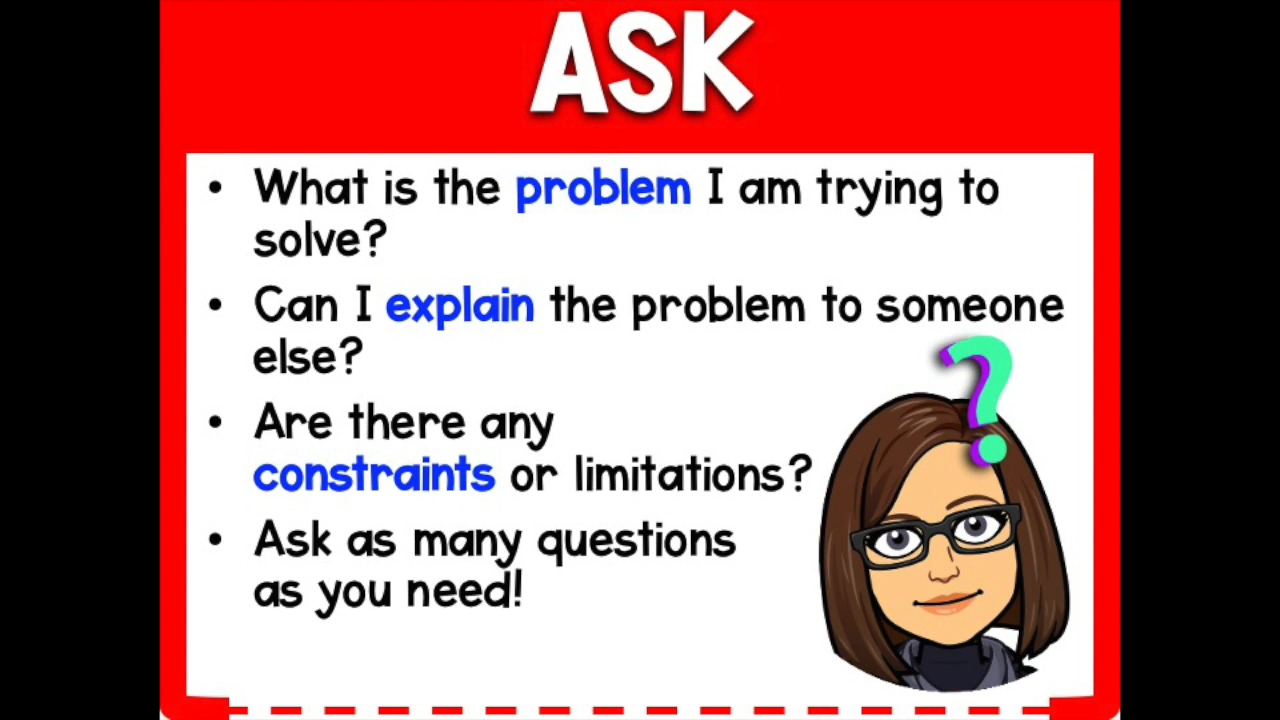 ASK
• What is the problem I am trying to
solve?
• Can I explain the problem to someone
else?
• Are there any
constraints or limitations?
• Ask as many questions
as you need!
?